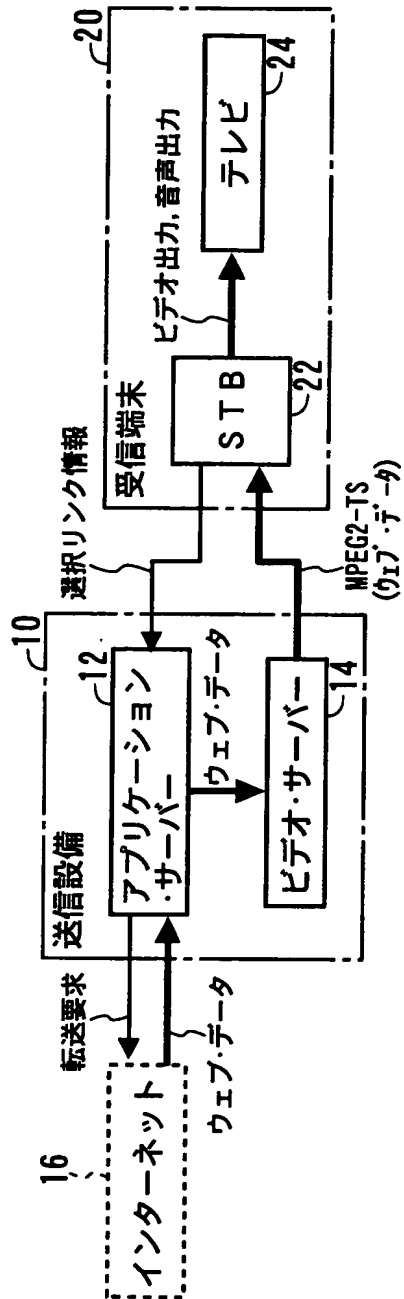 16
インターネット
転送要求
ウェブ・データ
送信設備
10
アプリケーション
・サーバー
12
ウェブ・データ
ビデオ・サーバー
14
選択リンク情報
MPEG2-TS
(ウェブ・データ)
受信端末
20
STB
22
ビデオ出力,音声出力
テレビ
24